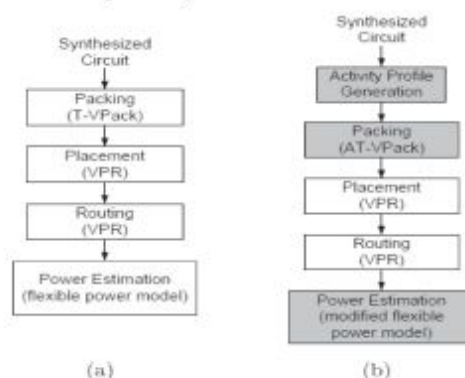 Synthesized
Circuit
Packing
(T-VPack)
Placement
(VPR)
Routing
(VPR)
Power Estimation
(flexible power model)
(a)
Synthesized
Circuit
Activity Profile
Generation
Packing
(AT-VPack)
Placement
(VPR)
Routing
(VPR)
Power Estimation
(modified flexible
power model)
(b)